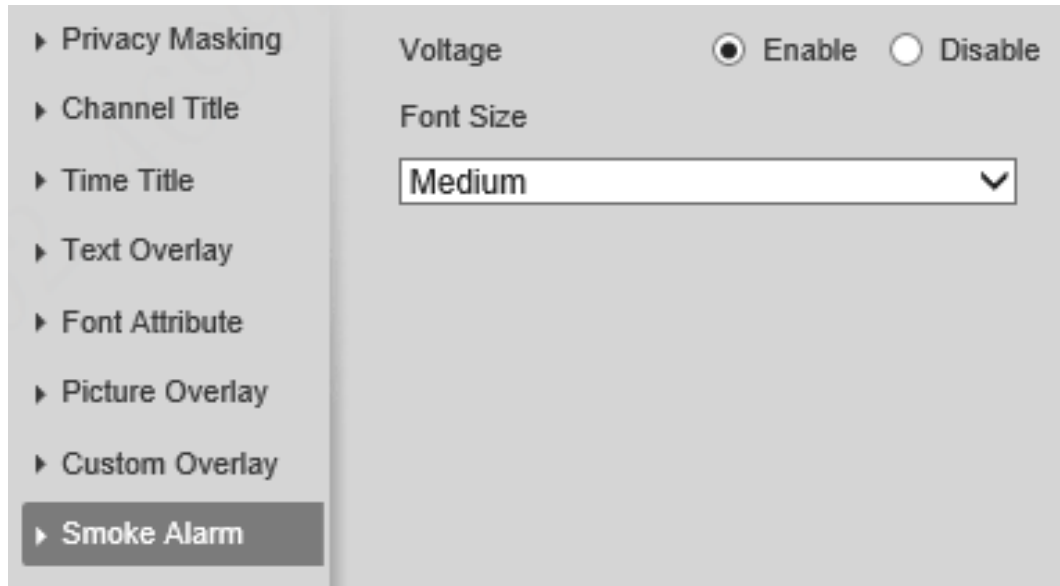 Privacy Masking
Channel Title
Time Title
Text Overlay
Font Attribute
Picture Overlay
Custom Overlay
Smoke Alarm
Voltage Enable Disable
Font Size
Medium